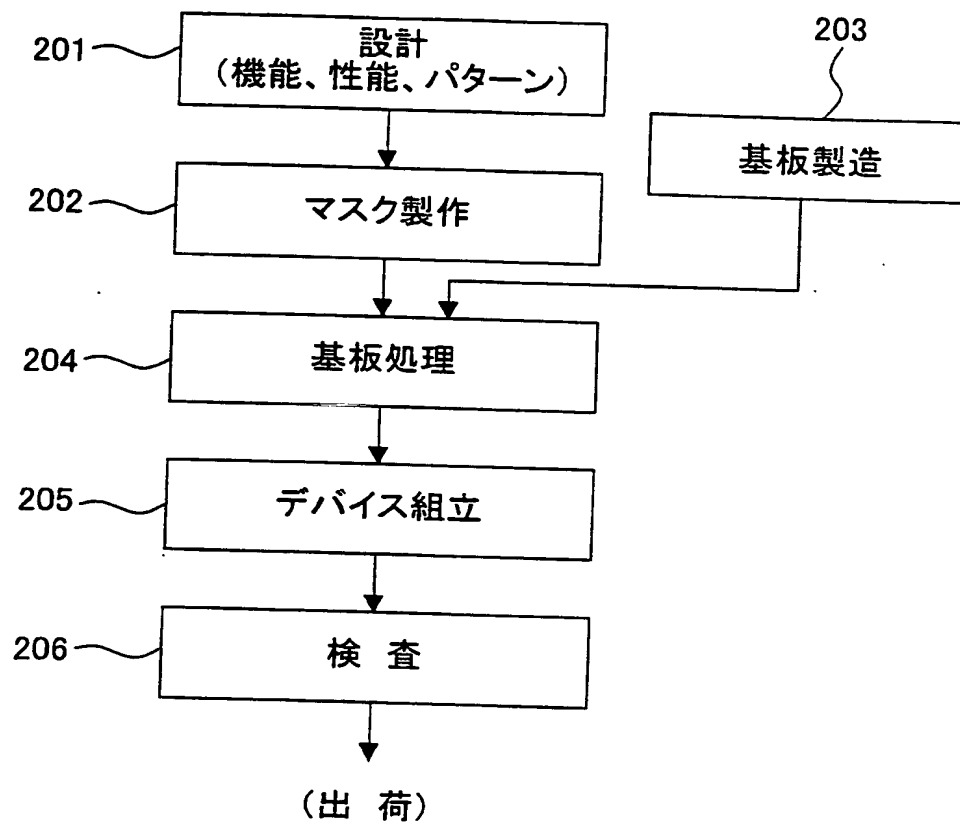 201
設計
(機能、性能、パターン)
203
基板製造
202
マスク製作
204
基板処理
205
デバイス組立
206
検 査
(出 荷)